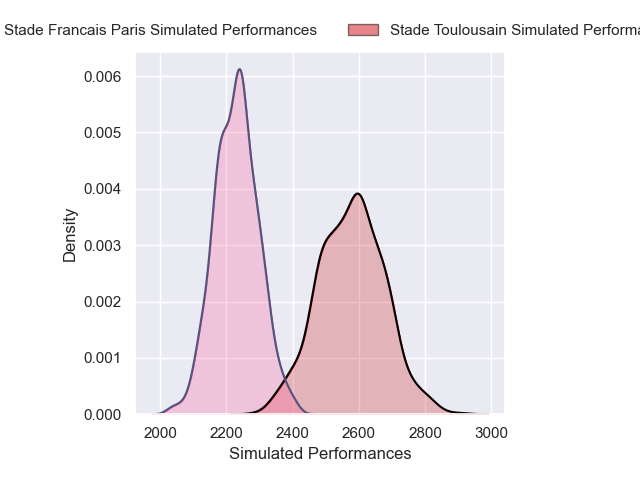 Stade Francais Paris Simulated Performances
Stade Toulousain Simulated
0.006
0.005
0.004
0.003
0.002
0.001
0.000
Density
2000 2200 2400 2600 2800 3000
Simulated Performances